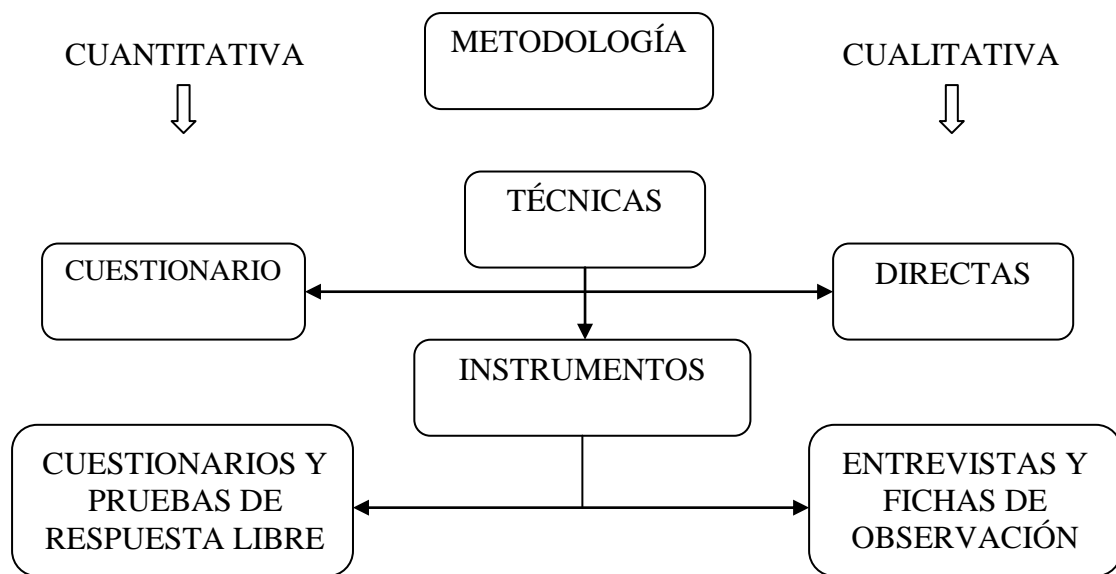 METODOLOGÍA
CUANTITATIVA
CUALITATIVA
TÉCNICAS
CUESTIONARIO
DIRECTAS
INSTRUMENTOS
CUESTIONARIOS Y
PRUEBAS DE
RESPUESTA LIBRE
ENTREVISTAS Y
FICHAS DE
OBSERVACIÓN